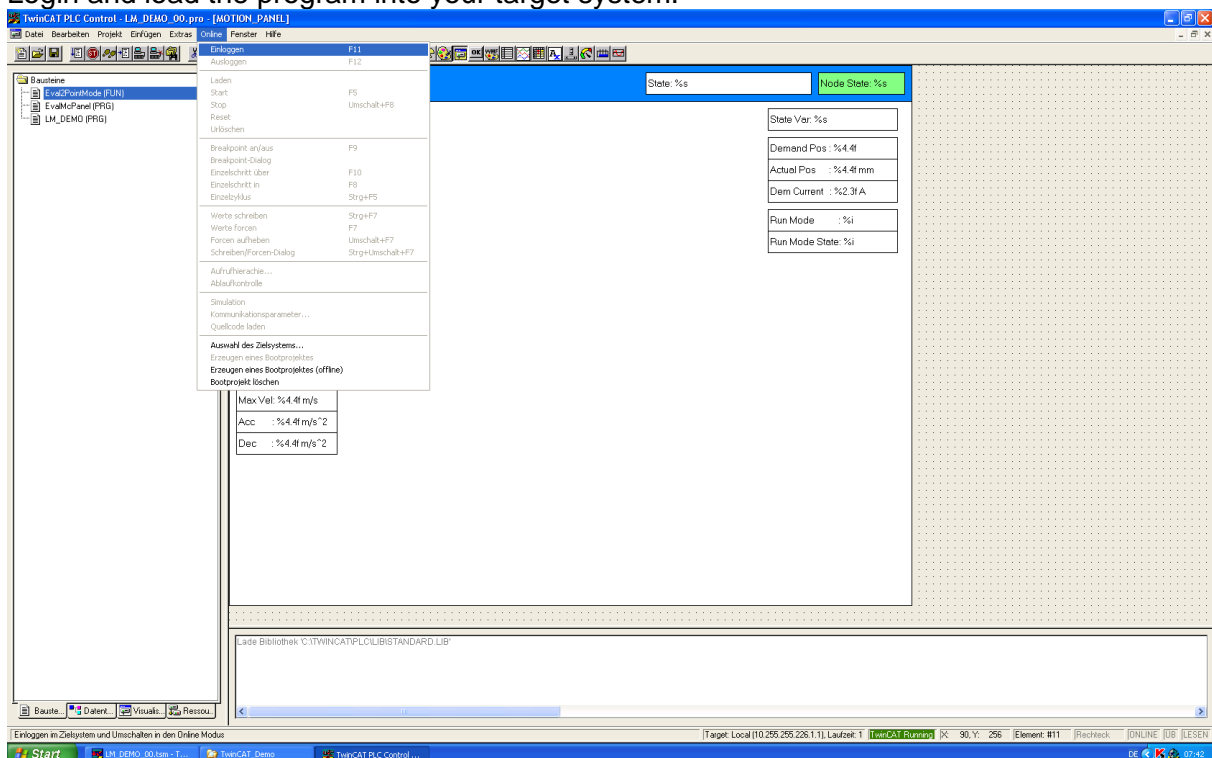 Login and load the program into your target system.
TwinCAT PLC Control - LM_DEMO_00.pro - [MOTION_PANEL]
Datei Bearbeiten Projekt Einfügen Extras Online Fenster Hilfe
Bausteine
Eval2PointMode (FUN)
EvalMcPanel (PRG)
LM_DEMO (PRG)
Einloggen F11
Ausloggen F12
Laden
Start F5
Stop Umschalt+F8
Reset
Urlöschen
Breakpoint an/aus F9
Breakpoint-Dialog
Einzelschritt über F10
Einzelschritt in F8
Einzelzyklus Strg+F5
Werte schreiben Strg+F7
Werte forcen F7
Forcen aufheben Umschalt+F7
Schreiben/Forcen-Dialog Strg+Umschalt+F7
Aufrufhierachie...
Ablaufkontrolle
Simulation
Kommunikationsparameter...
Quellcode laden
Auswahl des Zielsystems...
Erzeugen eines Bootprojektes
Erzeugen eines Bootprojektes (offline)
Bootprojekt löschen
State: %s
Node State: %s
State Var: %s
Demand Pos : %4.4f
Actual Pos : %4.4f mm
Dem Current : %2.3f A
Run Mode : %i
Run Mode State: %i
Max Vel: %4.4f m/s
Acc : %4.4f m/s^2
Dec : %4.4f m/s^2
Lade Bibliothek 'C:\TWINCAT\PLC\LIB\STANDARD.LIB'
Bauste... Datent... Visualis... Ressou...
Einloggen im Zielsystem und Umschalten in den Online Modus
Target: Local (10.255.255.226.1.1), Laufzeit: 1 TwinCAT Running X: 90, Y: 256 Element: #11 Rechteck ONLINE ÜB LESEN
Start LM_DEMO_00.tsm - T... TwinCAT_Demo TwinCAT PLC Control ... DE 07:42